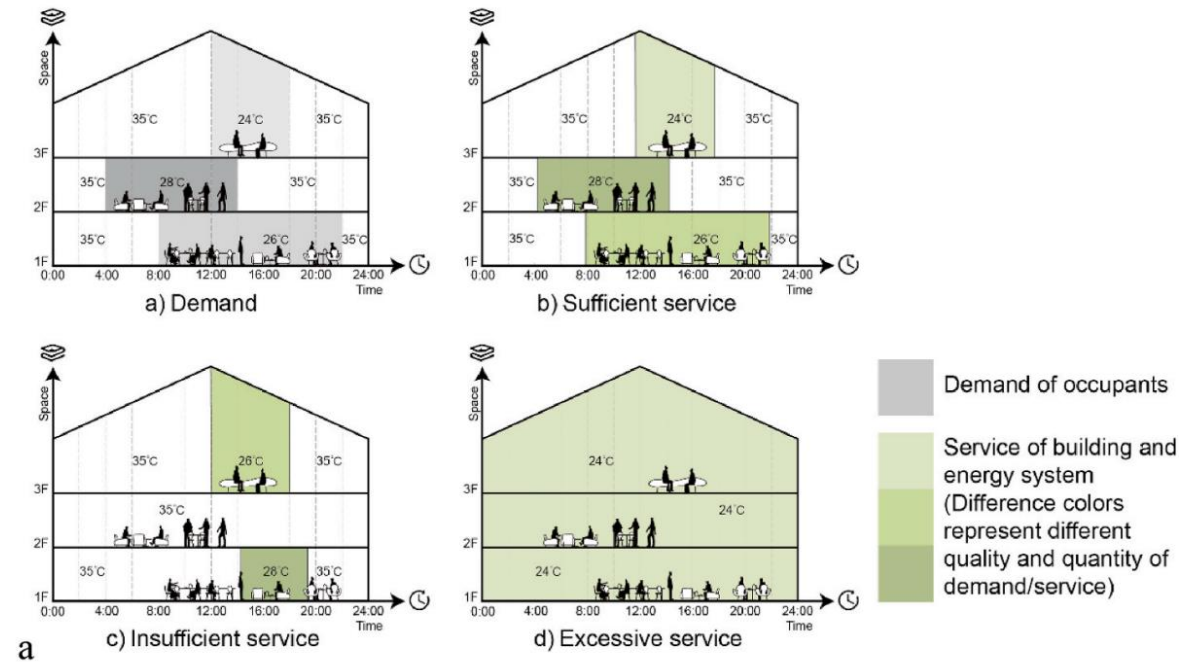 Space
35°C
24°C
35°C
3F
35°C
28°C
35°C
2F
35°C
26°C
35°C
1F
0:00 4:00 8:00 12:00 16:00 20:00 24:00
Time
a) Demand
Space
35°C
24°C
35°C
3F
35°C
28°C
35°C
2F
35°C
26°C
35°C
1F
0:00 4:00 8:00 12:00 16:00 20:00 24:00
Time
b) Sufficient service
Space
35°C
26°C
35°C
3F
35°C
2F
35°C
28°C
35°C
1F
0:00 4:00 8:00 12:00 16:00 20:00 24:00
Time
c) Insufficient service
Space
24°C
3F
24°C
2F
24°C
1F
0:00 4:00 8:00 12:00 16:00 20:00 24:00
Time
d) Excessive service
Demand of occupants
Service of building and
energy system
(Difference colors
represent different
quality and quantity of
demand/service)
a